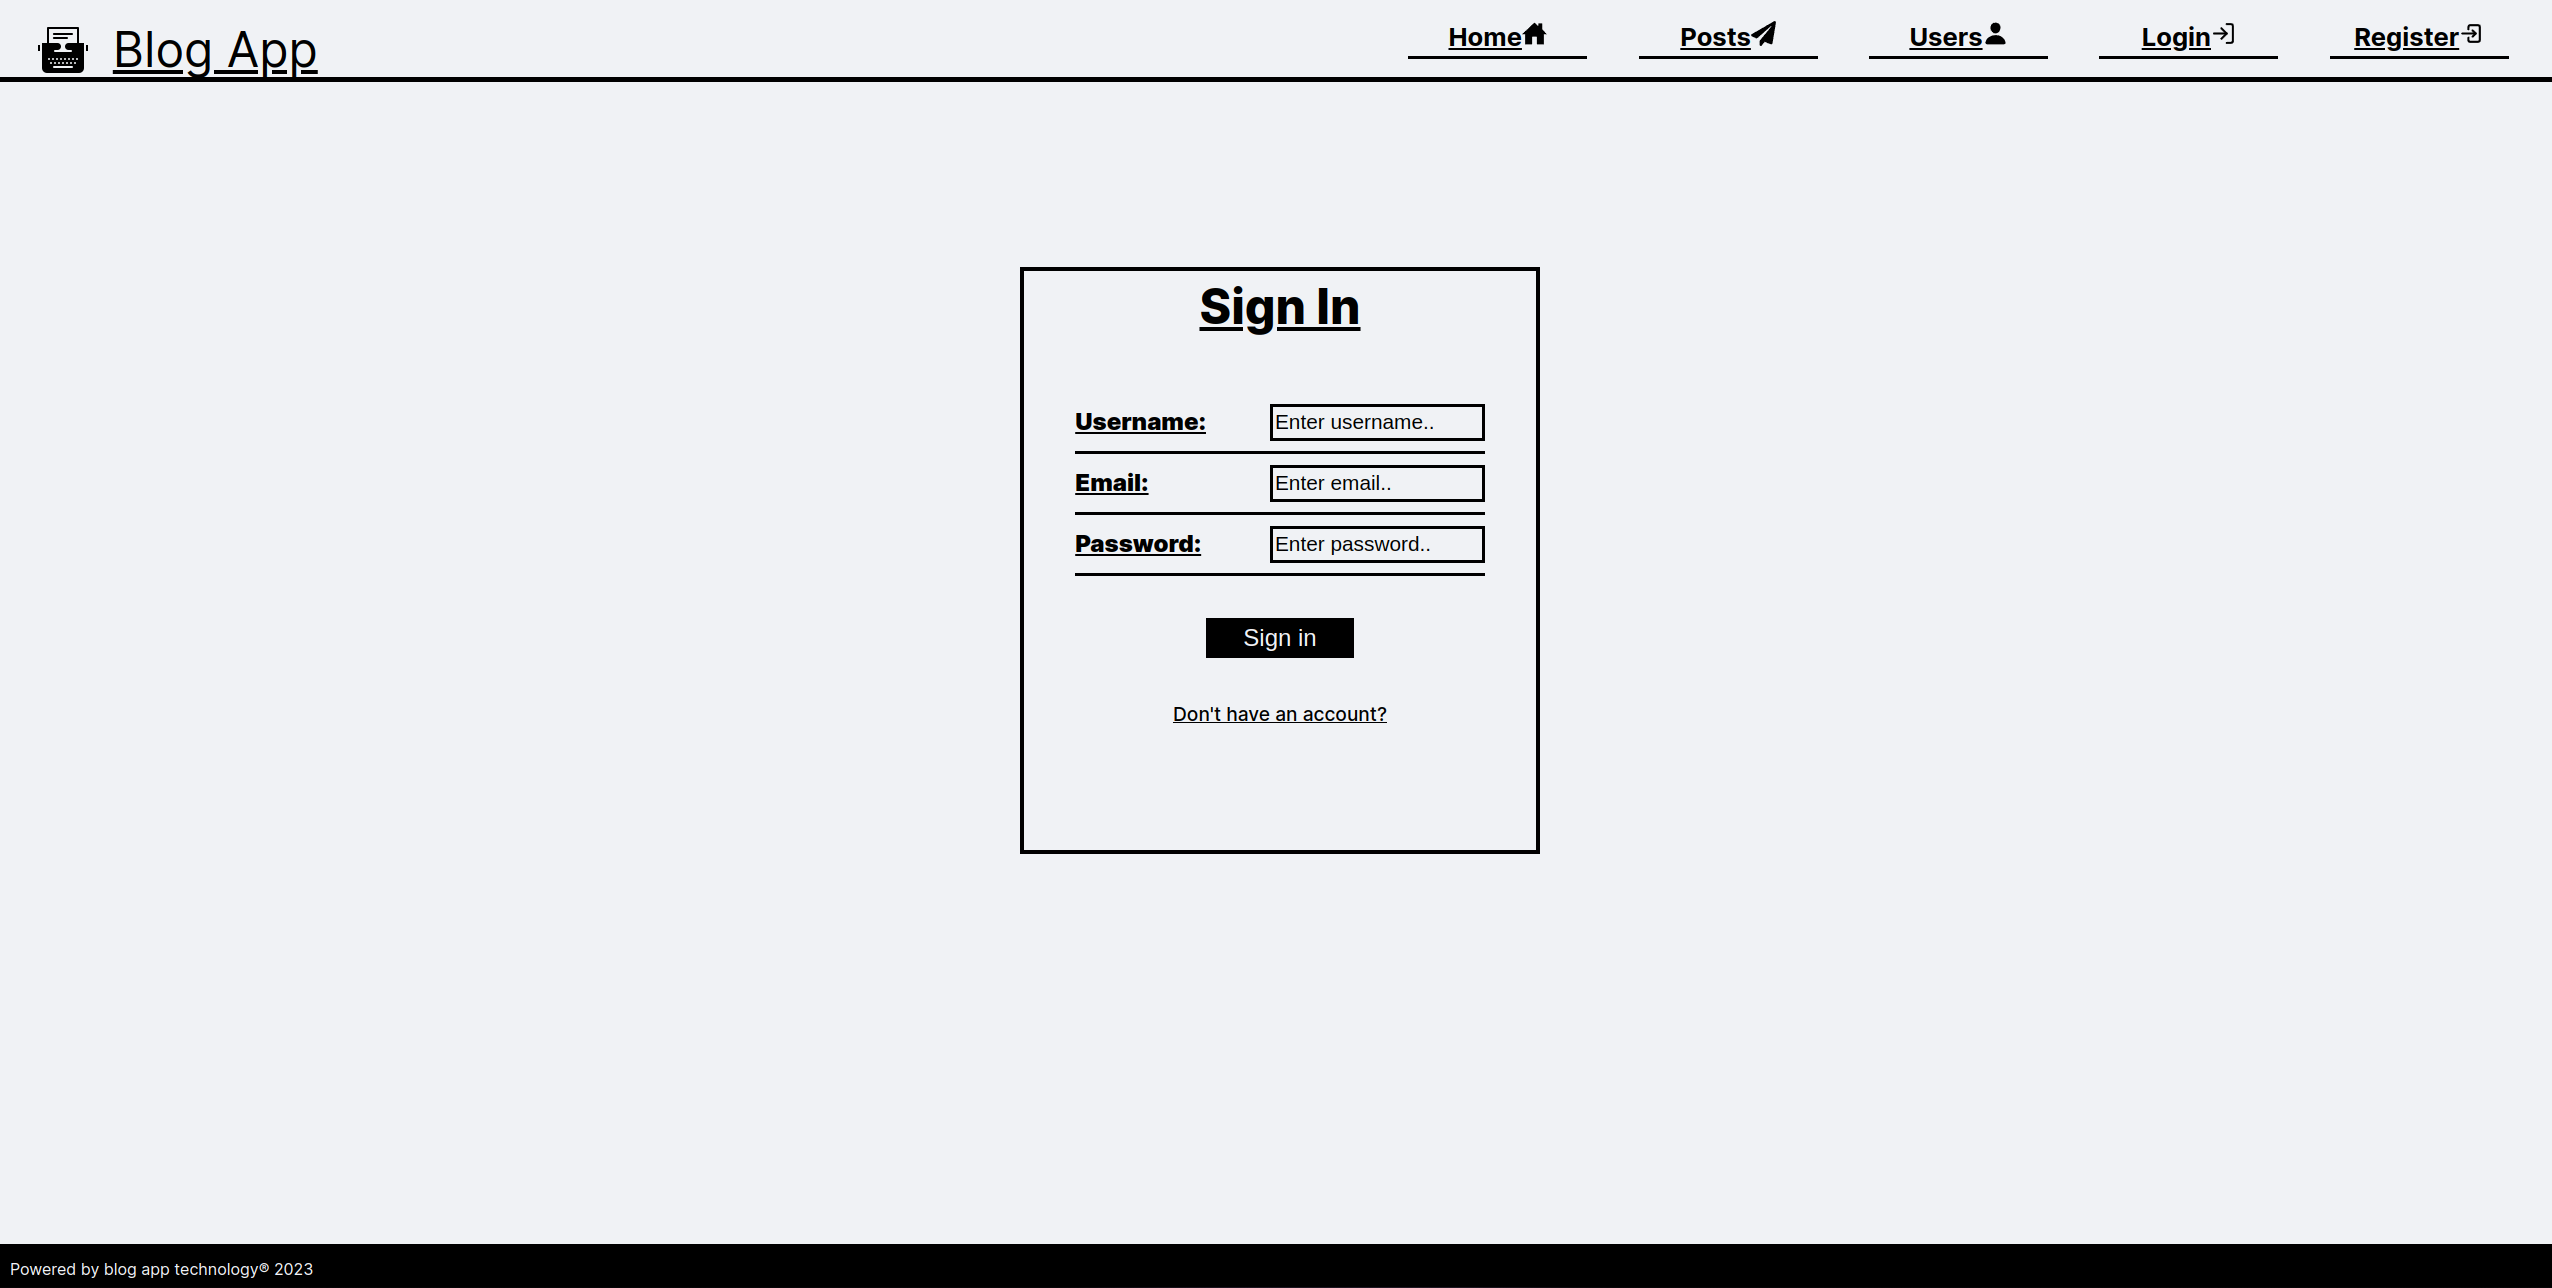 Blog App
Home Posts Users Login Register
Sign In
Username: Enter username..
Email: Enter email..
Password: Enter password..
Sign in
Don't have an account?
Powered by blog app technology® 2023